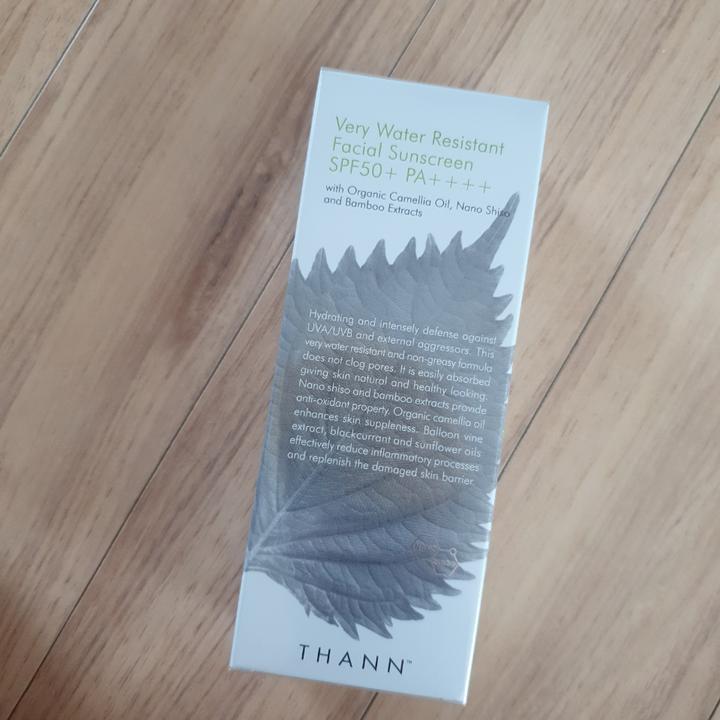 Very Water Resistant
Facial Sunscreen
SPF50+ PA++++
with Organic Camellia Oil, Nano Shiso
and Bamboo Extracts
Hydrating and intensely defense against
UVA/UVB and external aggressors. This
very water resistant and non-greasy formula
does not clog pores. It is easily absorbed
giving skin natural and healthy looking.
Nano shiso and bamboo extracts provide
anti-oxidant property. Organic camellia oil
enhances skin suppleness. Balloon vine
extract, blackcurrant and sunflower oils
effectively reduce inflammatory processes
and replenish the damaged skin barrier.
THANN™